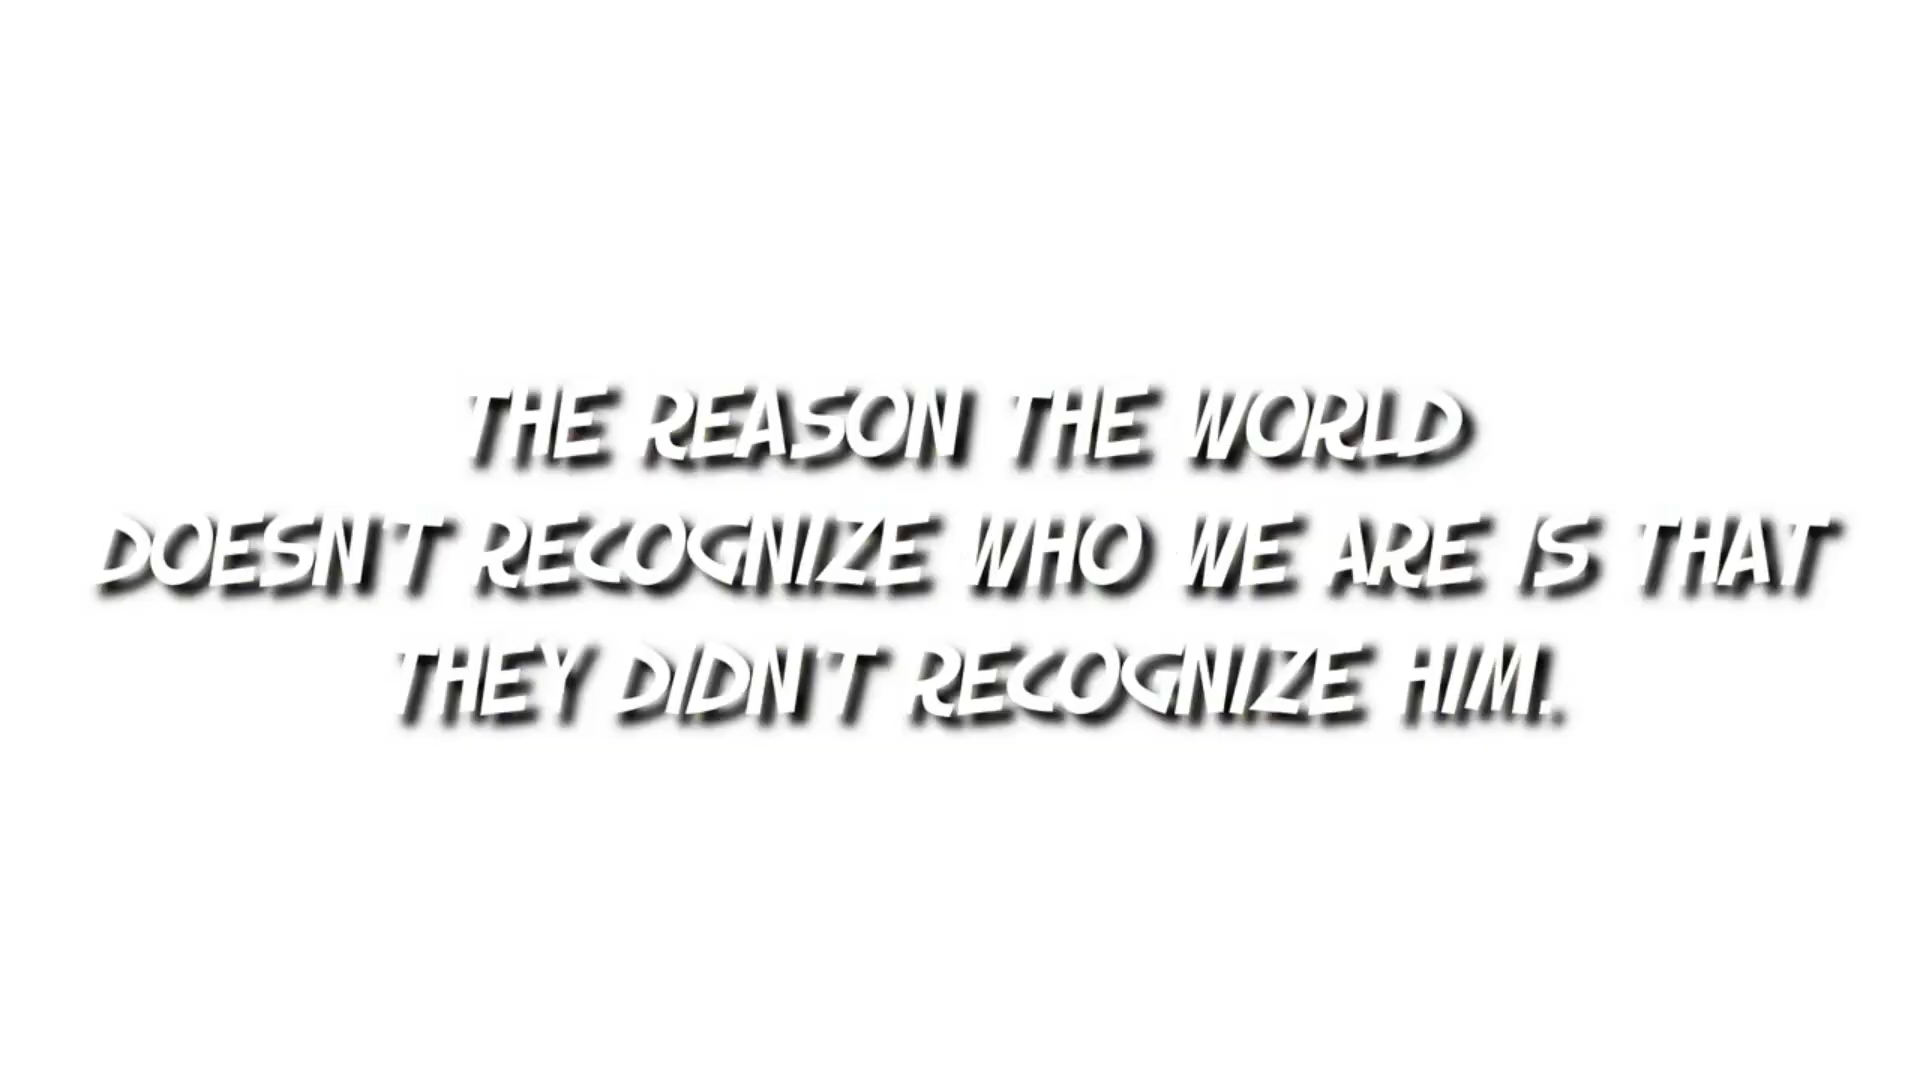 THE REASON THE WORLD
DOESN'T RECOGNIZE WHO WE ARE IS THAT
THEY DIDN'T RECOGNIZE HIM.